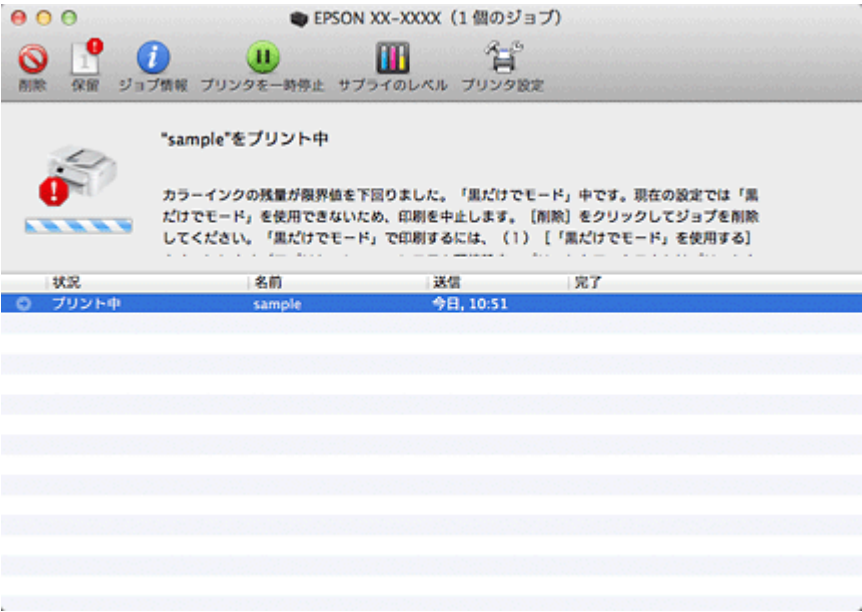 EPSON XX-XXXX（1 個のジョブ）
削除 保留 ジョブ情報 プリンタを一時停止 サプライのレベル プリンタ設定
“sample”をプリント中
カラーインクの残量が限界値を下回りました。「黒だけでモード」中です。現在の設定では「黒
だけでモード」を使用できないため、印刷を中止します。［削除］をクリックしてジョブを削除
してください。「黒だけでモード」で印刷するには、（1）［「黒だけでモード」を使用する］
状況 名前 送信 完了
プリント中 sample 今日, 10:51